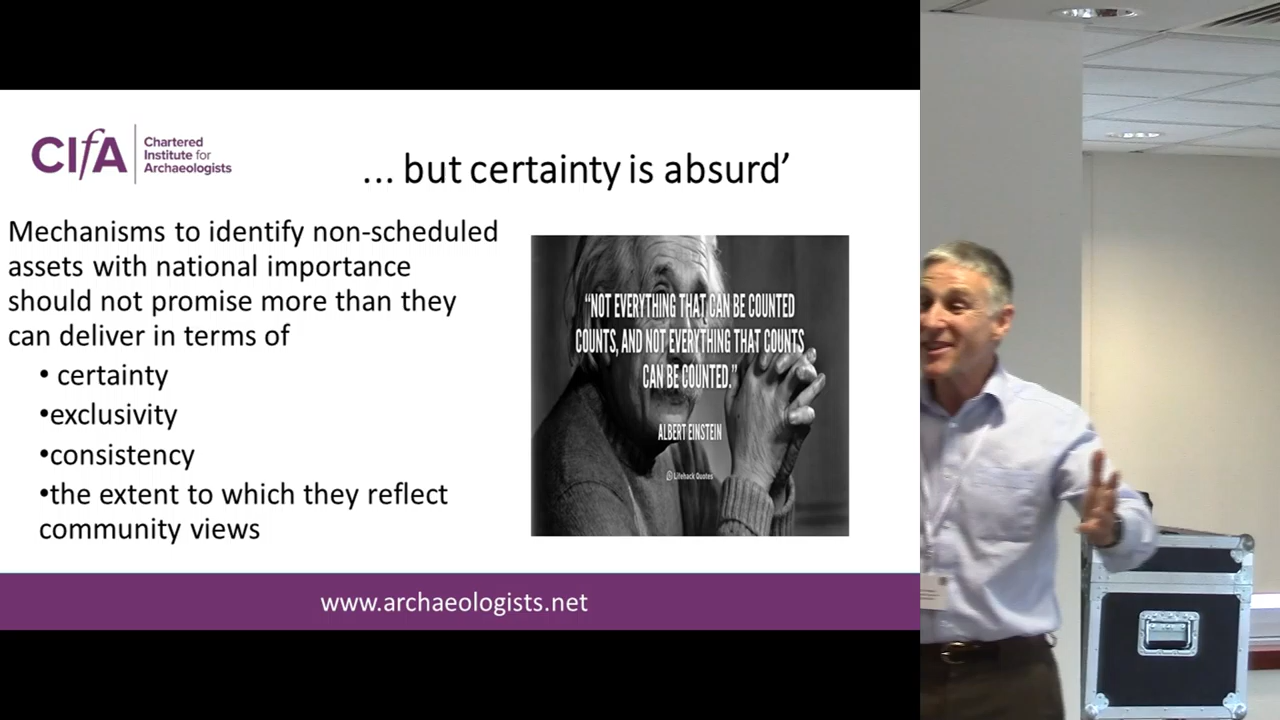 CIfA
Chartered
Institute for
Archaeologists
... but certainty is absurd’
Mechanisms to identify non-scheduled
assets with national importance
should not promise more than they
can deliver in terms of
• certainty
•exclusivity
•consistency
•the extent to which they reflect
community views
“NOT EVERYTHING THAT CAN BE COUNTED
COUNTS, AND NOT EVERYTHING THAT COUNTS
CAN BE COUNTED.”
ALBERT EINSTEIN
Lifehack Quotes
www.archaeologists.net